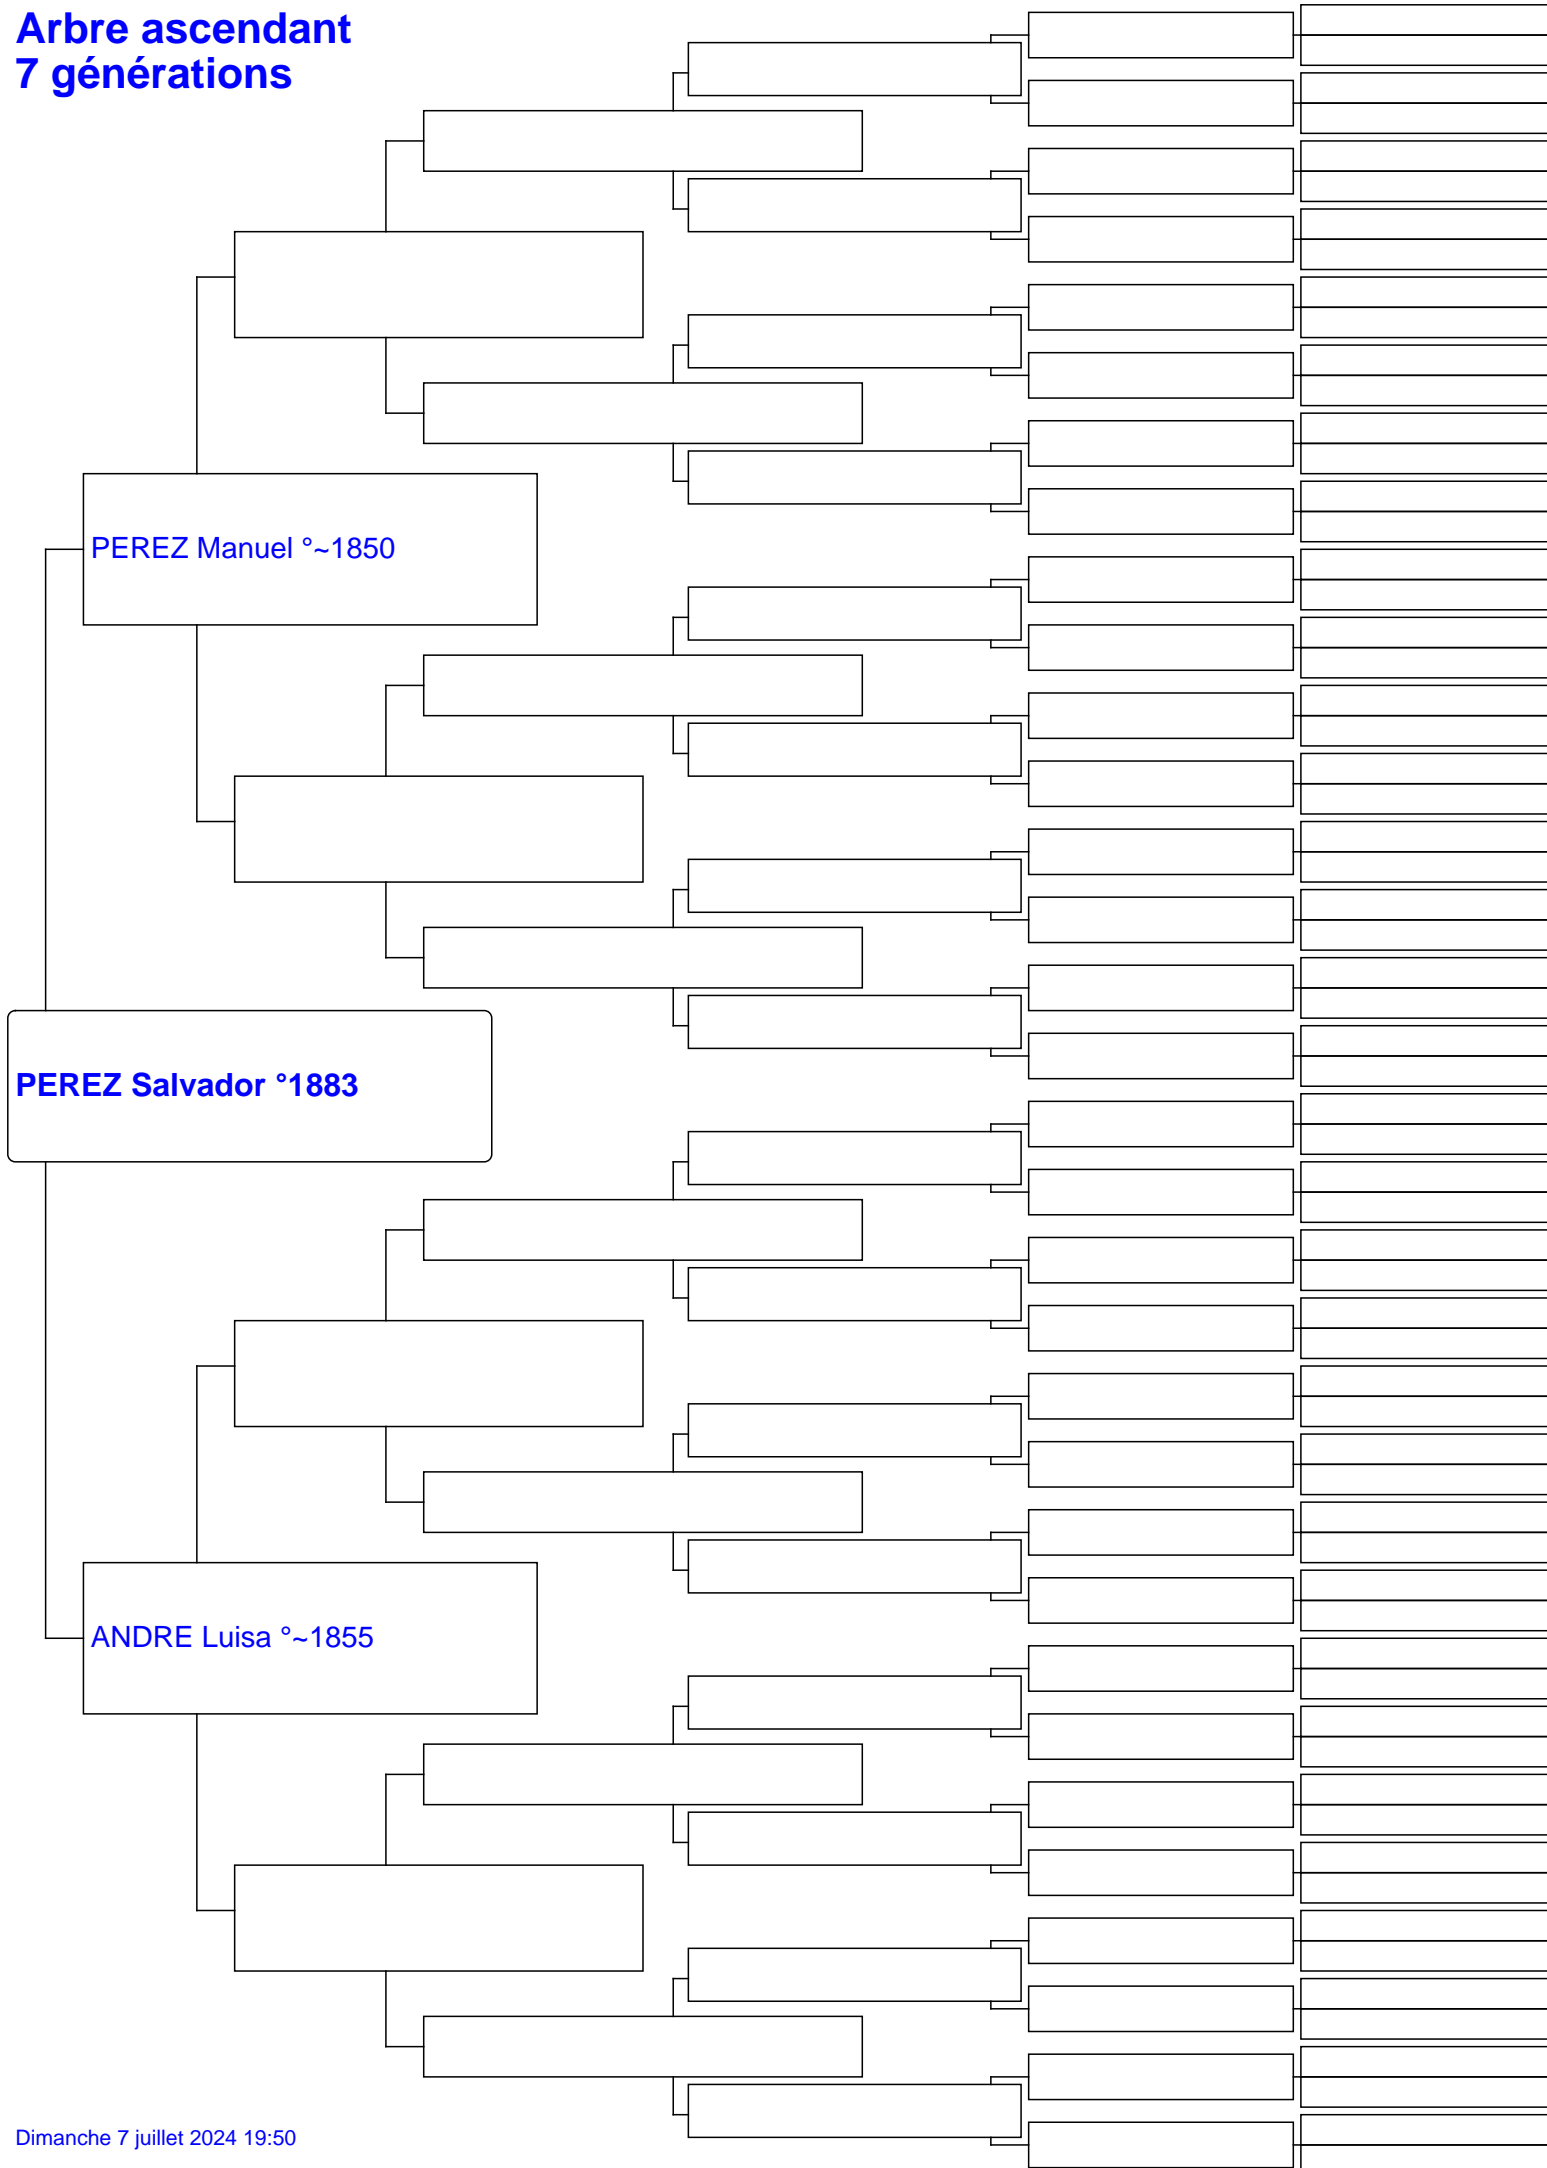 Arbre ascendant
7 générations
PEREZ Manuel °~1850
PEREZ Salvador °1883
ANDRE Luisa °~1855
Dimanche 7 juillet 2024 19:50